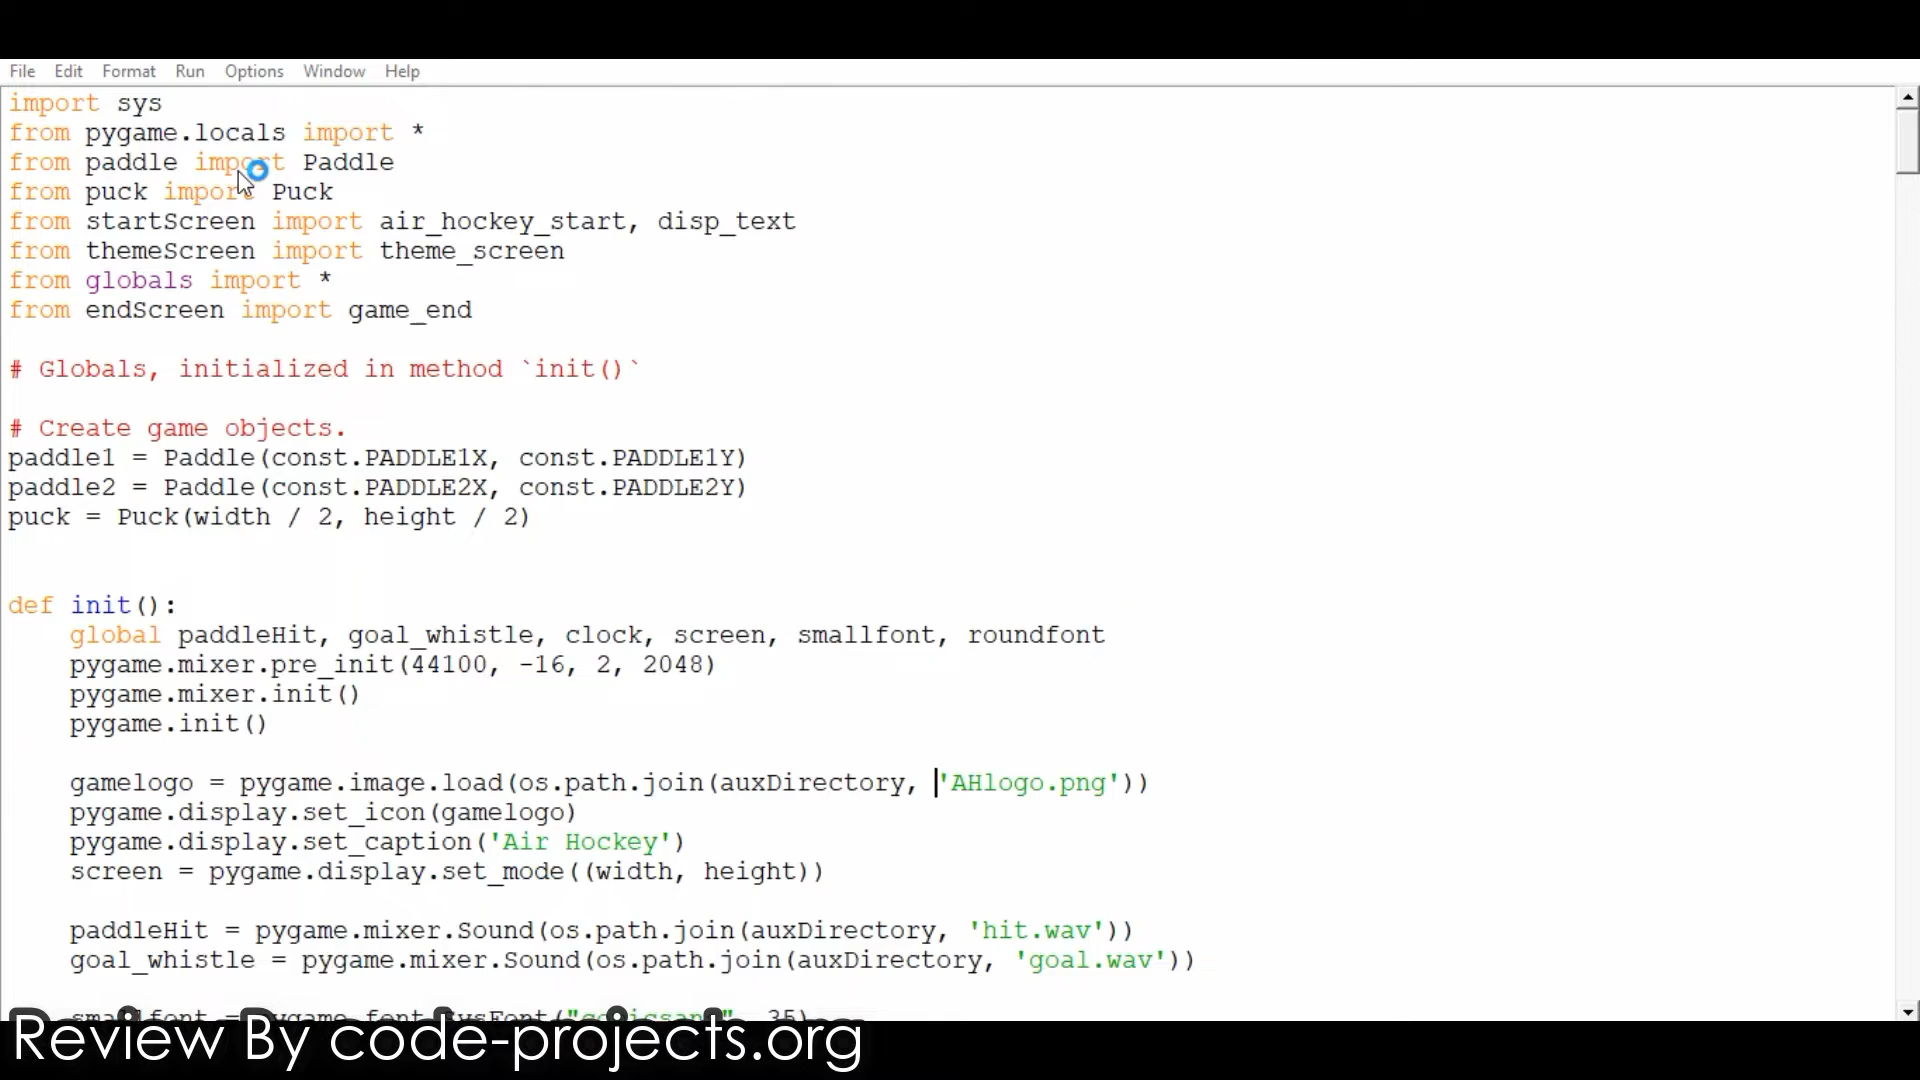 File Edit Format Run Options Window Help
import sys
from pygame.locals import *
from paddle import Paddle
from puck import Puck
from startScreen import air_hockey_start, disp_text
from themeScreen import theme_screen
from globals import *
from endScreen import game_end
# Globals, initialized in method `init()`
# Create game objects.
paddle1 = Paddle(const.PADDLE1X, const.PADDLE1Y)
paddle2 = Paddle(const.PADDLE2X, const.PADDLE2Y)
puck = Puck(width / 2, height / 2)
def init():
    global paddleHit, goal_whistle, clock, screen, smallfont, roundfont
    pygame.mixer.pre_init(44100, -16, 2, 2048)
    pygame.mixer.init()
    pygame.init()
    gamelogo = pygame.image.load(os.path.join(auxDirectory, 'AHlogo.png'))
    pygame.display.set_icon(gamelogo)
    pygame.display.set_caption('Air Hockey')
    screen = pygame.display.set_mode((width, height))
    paddleHit = pygame.mixer.Sound(os.path.join(auxDirectory, 'hit.wav'))
    goal_whistle = pygame.mixer.Sound(os.path.join(auxDirectory, 'goal.wav'))
    smallfont = pygame.font.SysFont("comicsans", 35)
Review By code-projects.org